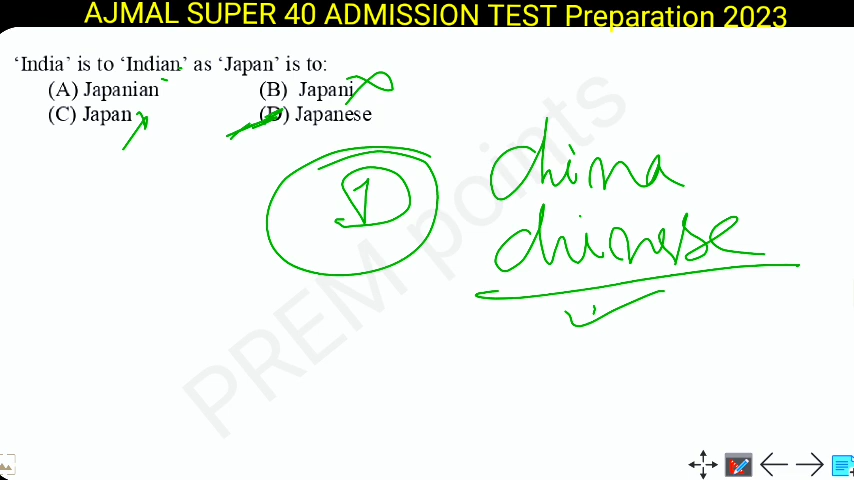 AJMAL SUPER 40 ADMISSION TEST Preparation 2023
‘India’ is to ‘Indian’ as ‘Japan’ is to:
(A) Japanian (B) Japani
(C) Japan (D) Japanese
D
china
chinese
PREM points